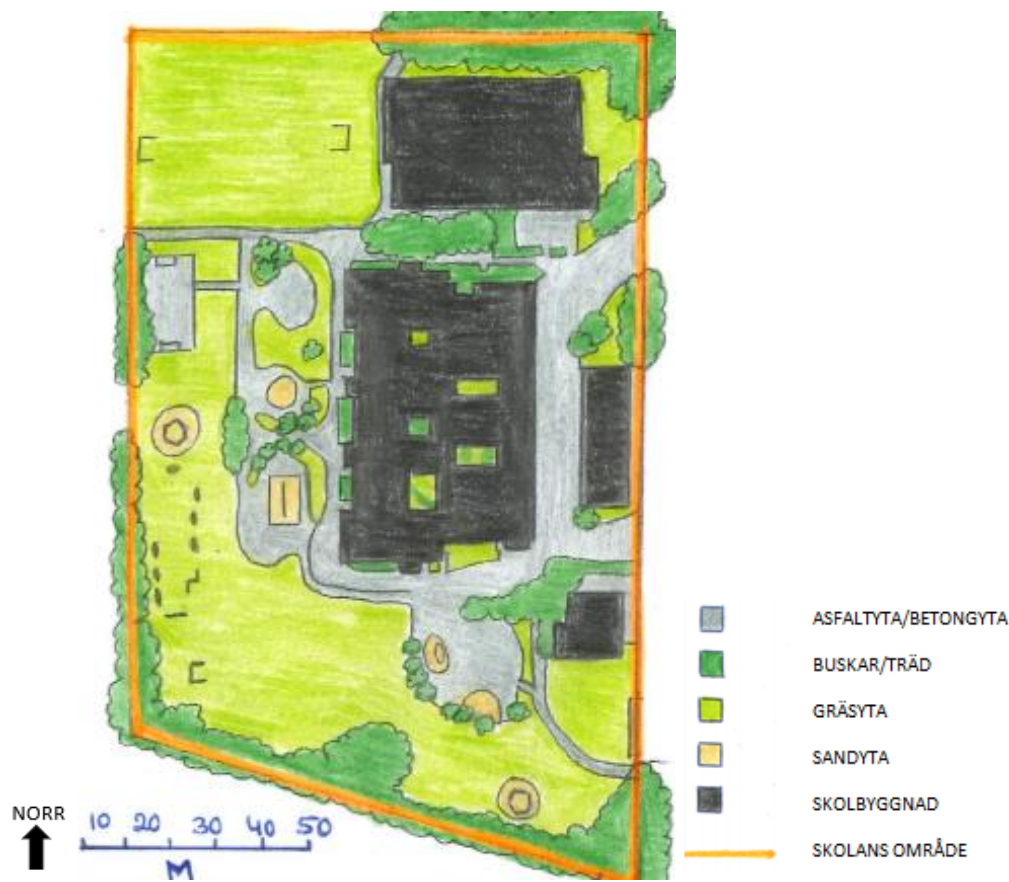 NORR
10 20 30 40 50
M
ASFALTYTA/BETONGYTA
BUSKAR/TRÄD
GRÄSYTA
SANDYTA
SKOLBYGGNAD
SKOLANS OMRÅDE